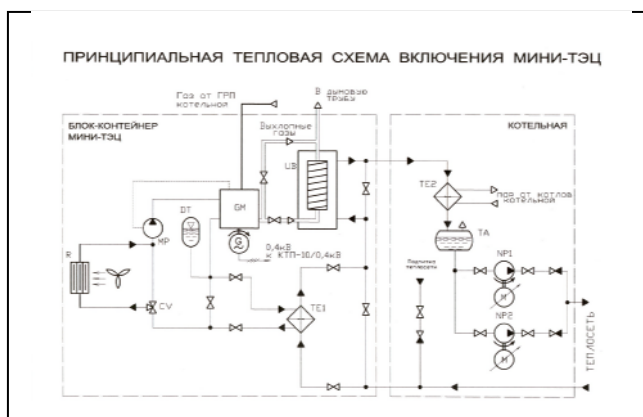 ПРИНЦИПИАЛЬНАЯ ТЕПЛОВАЯ СХЕМА ВКЛЮЧЕНИЯ МИНИ-ТЭЦ
Газ от ГРП
котельной
В дымовую
трубу
БЛОК-КОНТЕЙНЕР
МИНИ-ТЭЦ
Выхлопные
газы
КОТЕЛЬНАЯ
UB
TE2
пар от котлов
котельной
DT
GM
TA
MP
G
0,4кВ
к КТП-10/0,4кВ
R
Подпитка
теплосети
NP1
M
CV
TE1
NP2
M
ТЕПЛОСЕТЬ